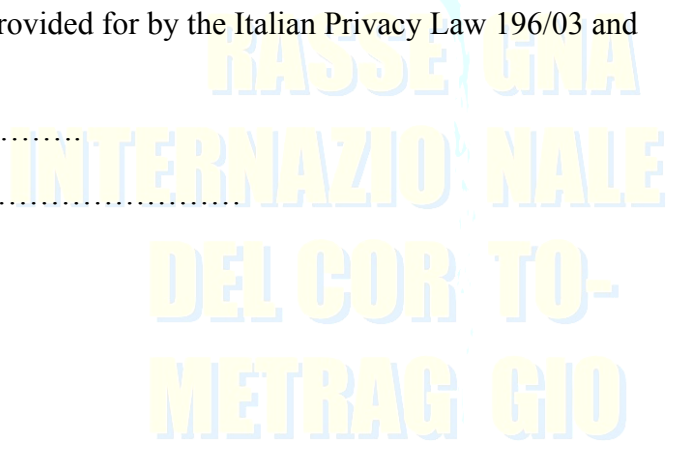 rovided for by the Italian Privacy Law 196/03 and
RASSE GNA
……..
INTERNAZIO NALE
……………………
DEL COR TO-
METRAG GIO